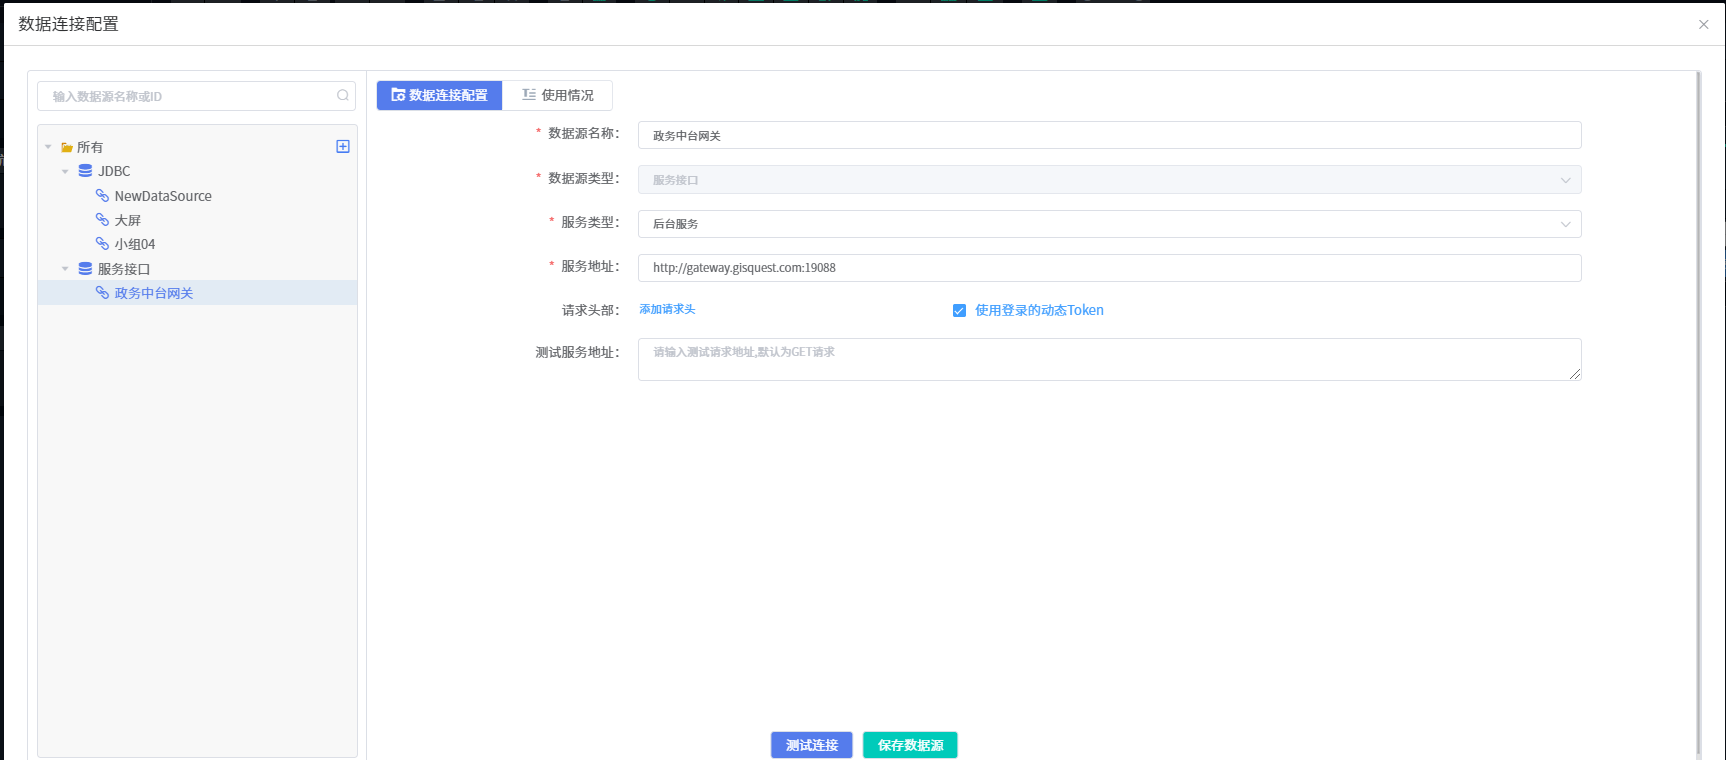 数据连接配置
输入数据源名称或ID
所有
JDBC
NewDataSource
大屏
小组04
服务接口
政务中台网关
数据连接配置
使用情况
* 数据源名称：
政务中台网关
* 数据源类型：
服务接口
* 服务类型：
后台服务
* 服务地址：
http://gateway.gisquest.com:19088
请求头部：
添加请求头
使用登录的动态Token
测试服务地址：
请输入测试请求地址,默认为GET请求
测试连接
保存数据源